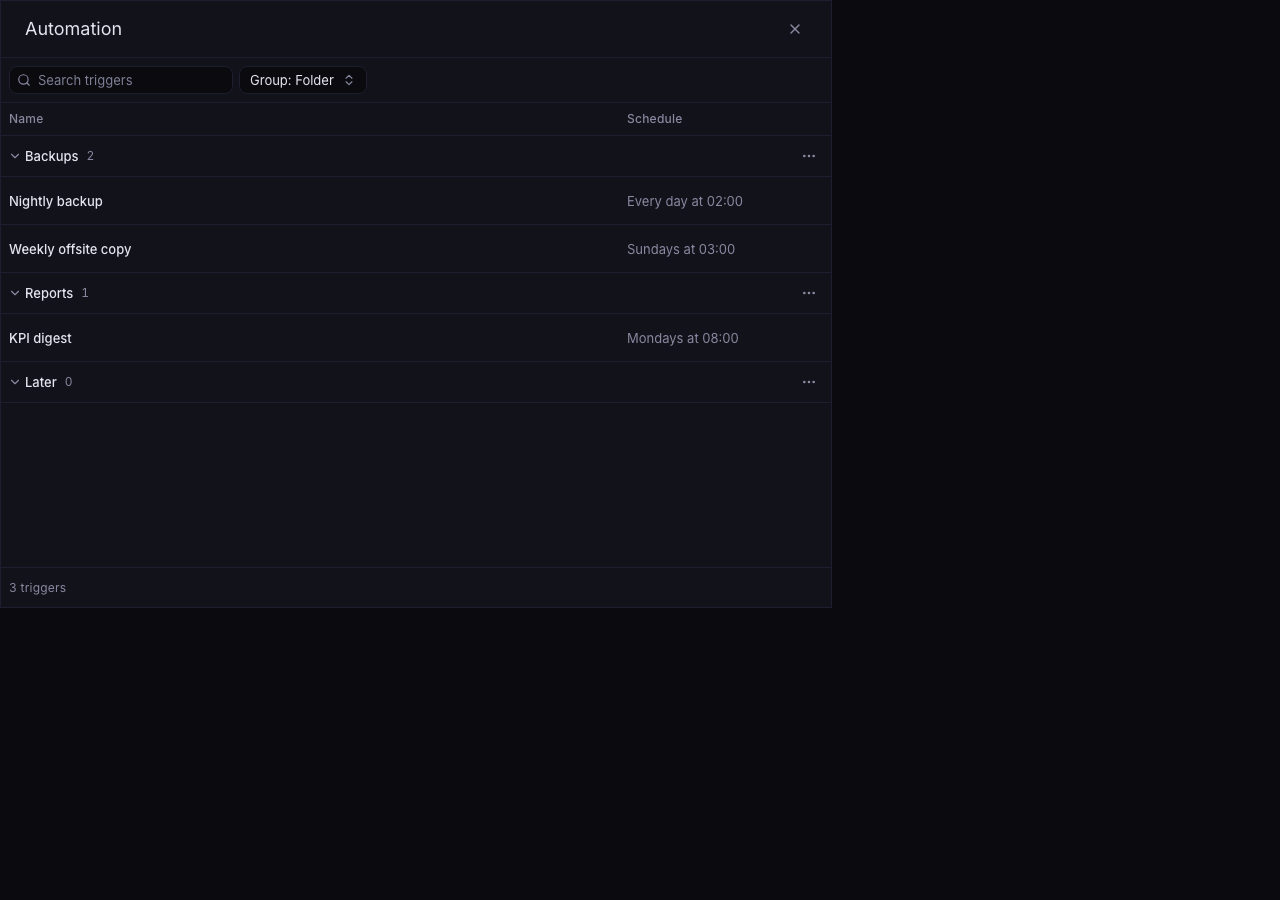 Automation
Search triggers
Group: Folder
Name Schedule
Backups 2
Nightly backup Every day at 02:00
Weekly offsite copy Sundays at 03:00
Reports 1
KPI digest Mondays at 08:00
Later 0
3 triggers